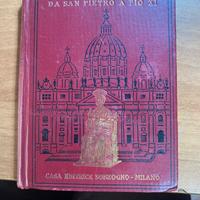 DA SAN PIETRO A PIO XI
CASA EDITRICE SONZOGNO - MILANO